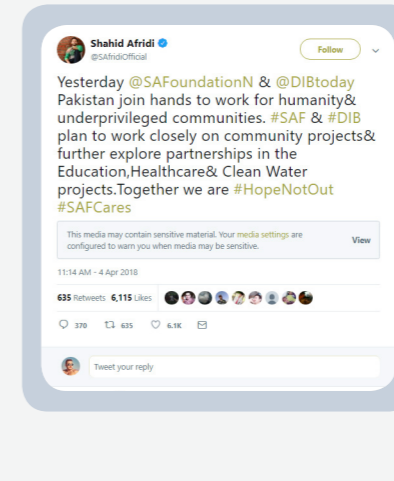 Shahid Afridi
@SAfridiOfficial
Follow
Yesterday @SAFoundationN & @DIBtoday
Pakistan join hands to work for humanity&
underprivileged communities. #SAF & #DIB
plan to work closely on community projects&
further explore partnerships in the
Education,Healthcare& Clean Water
projects.Together we are #HopeNotOut
#SAFCares
This media may contain sensitive material. Your media settings are
configured to warn you when media may be sensitive.
View
11:14 AM - 4 Apr 2018
635 Retweets 6,115 Likes
370 635 6.1K
Tweet your reply